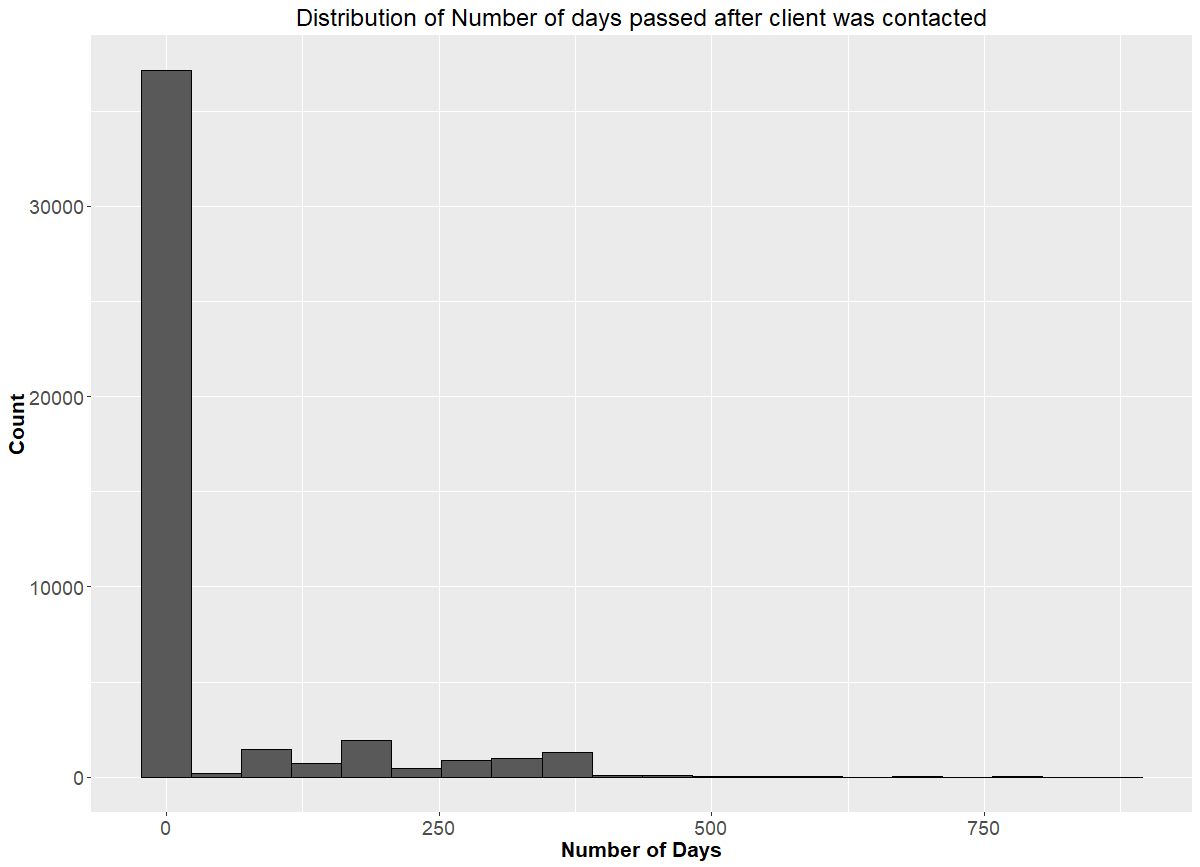 Distribution of Number of days passed after client was contacted
Count
30000
20000
10000
0
0 250 500 750
Number of Days